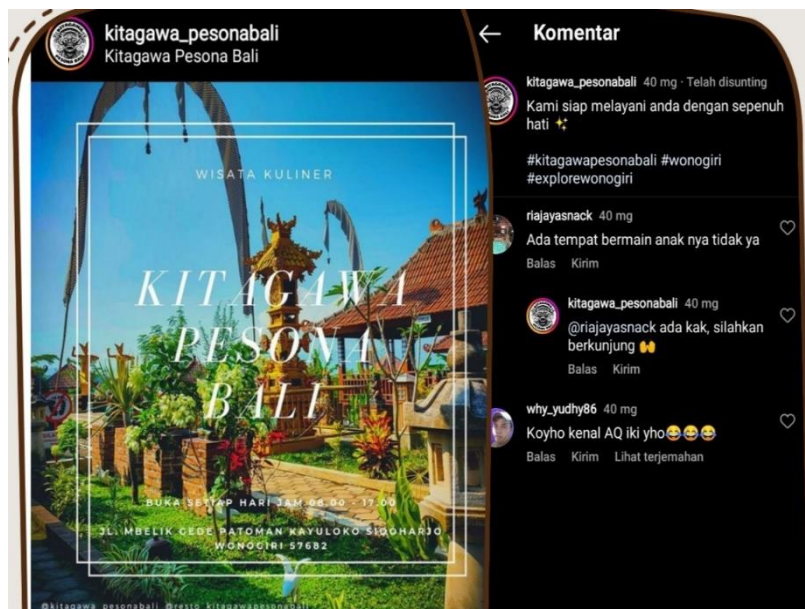 kitagawa_pesonabali
Kitagawa Pesona Bali
WISATA KULINER
KITAGAWA
PESONA
BALI
BUKA SETIAP HARI JAM 08.00 - 17.00
JL. MBELIK GEDE PATOMAN KAYULOKO SIDOHARJO
WONOGIRI 57682
@kitagawa_pesonabali @resto_kitagawapesonabali
Komentar
kitagawa_pesonabali 40 mg · Telah disunting
Kami siap melayani anda dengan sepenuh
hati ✨
#kitagawapesonabali #wonogiri
#explorewonogiri
riajayasnack 40 mg
Ada tempat bermain anak nya tidak ya
Balas Kirim
kitagawa_pesonabali 40 mg
@riajayasnack ada kak, silahkan
berkunjung 🙌
Balas Kirim
why_yudhy86 40 mg
Koyho kenal AQ iki yho😂😂😂
Balas Kirim Lihat terjemahan